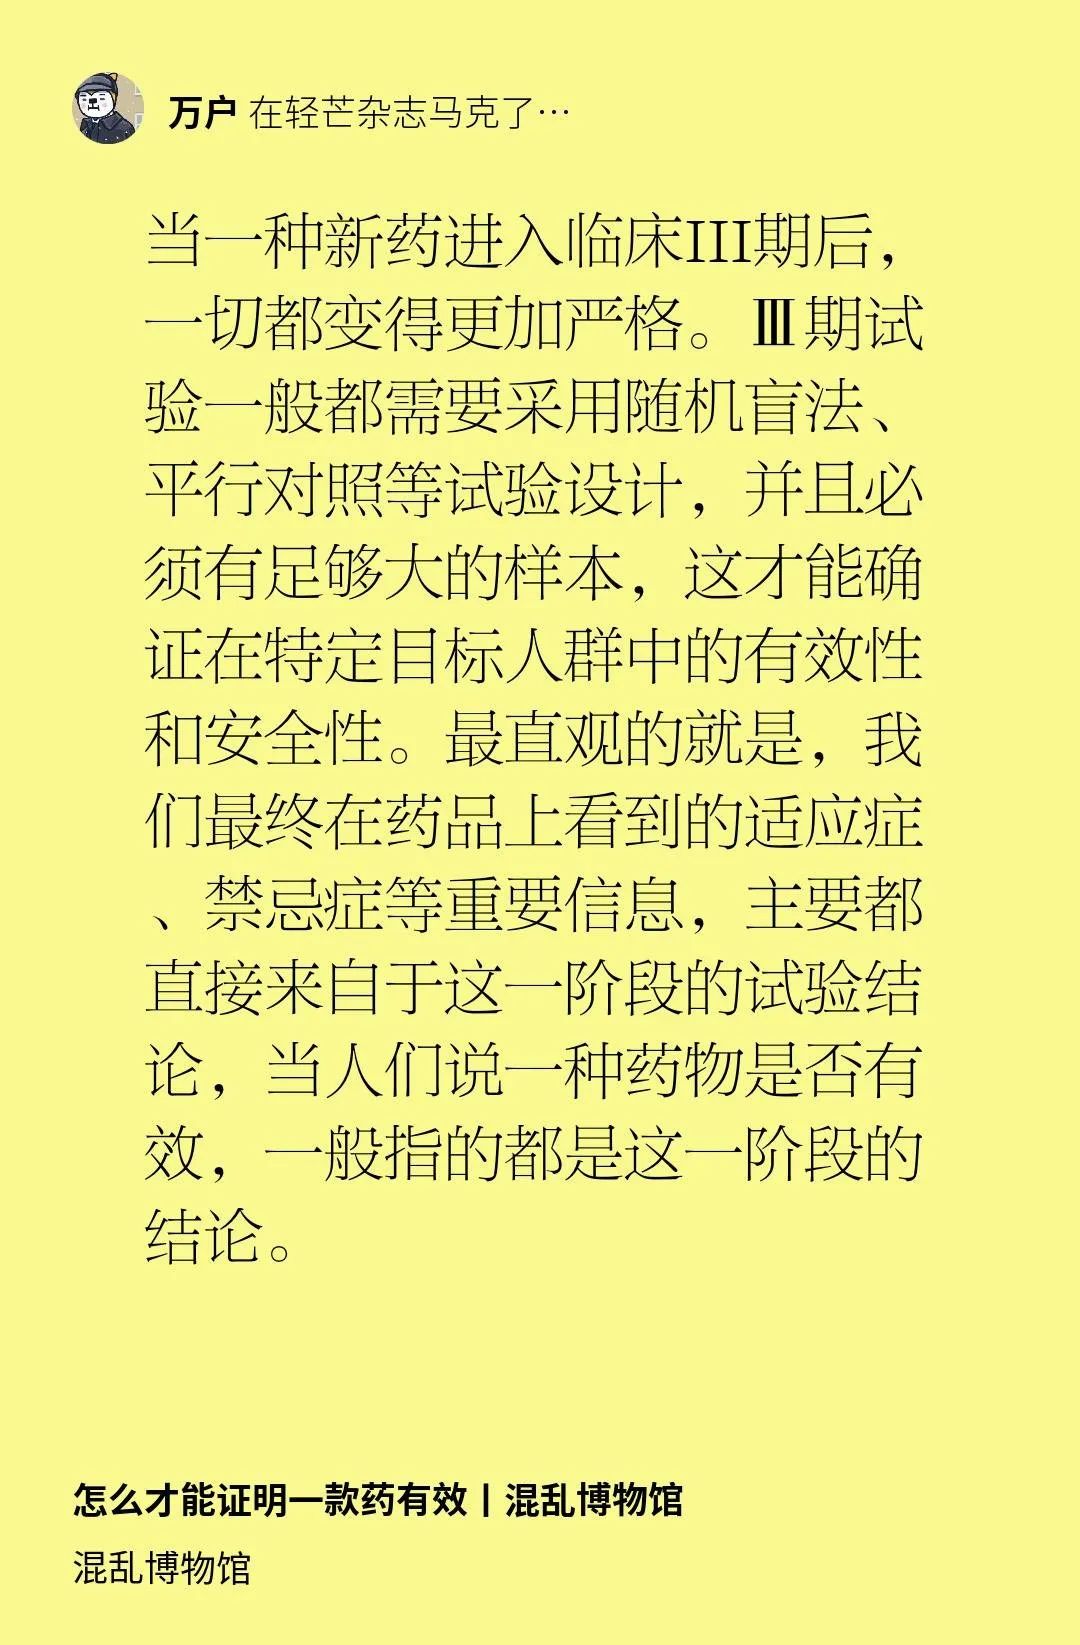 万户 在轻芒杂志马克了…
当一种新药进入临床III期后，
一切都变得更加严格。Ⅲ期试
验一般都需要采用随机盲法、
平行对照等试验设计，并且必
须有足够大的样本，这才能确
证在特定目标人群中的有效性
和安全性。最直观的就是，我
们最终在药品上看到的适应症
、禁忌症等重要信息，主要都
直接来自于这一阶段的试验结
论，当人们说一种药物是否有
效，一般指的都是这一阶段的
结论。
怎么才能证明一款药有效丨混乱博物馆
混乱博物馆